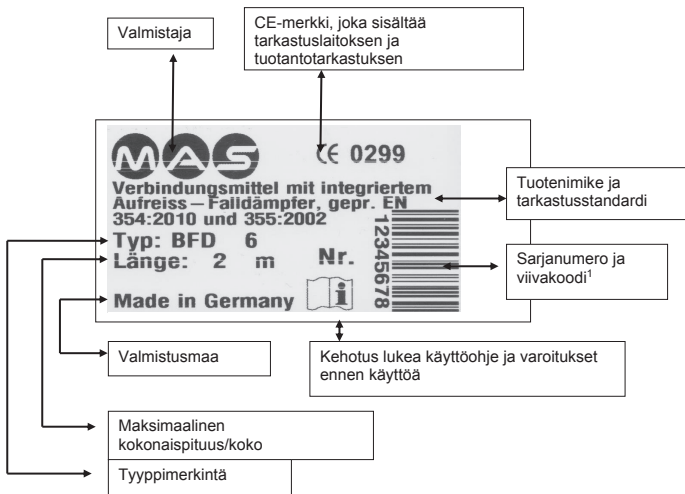 Valmistaja
CE-merkki, joka sisältää
tarkastuslaitoksen ja
tuotantotarkastuksen
MAS
CE 0299
Verbindungsmittel mit integriertem
Aufreiss – Falldämpfer, gepr. EN
354:2010 und 355:2002
Typ: BFD 6
Länge: 2 m
Nr.
12345678
Made in Germany
i
Tuotenimike ja
tarkastusstandardi
Sarjanumero ja
viivakoodi¹
Valmistusmaa
Kehotus lukea käyttöohje ja varoitukset
ennen käyttöä
Maksimaalinen
kokonaispituus/koko
Tyyppimerkintä